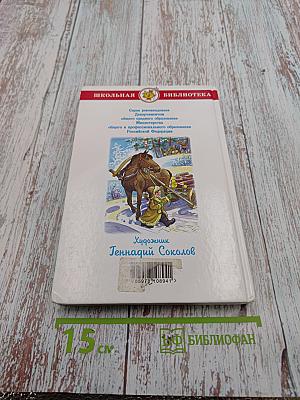 ШКОЛЬНАЯ БИБЛИОТЕКА
Серия рекомендована
Департаментом
общего среднего образования
Министерства
общего и профессионального образования
Российской Федерации
Художник
Геннадий Соколов
15 см
БИБЛИОФАН